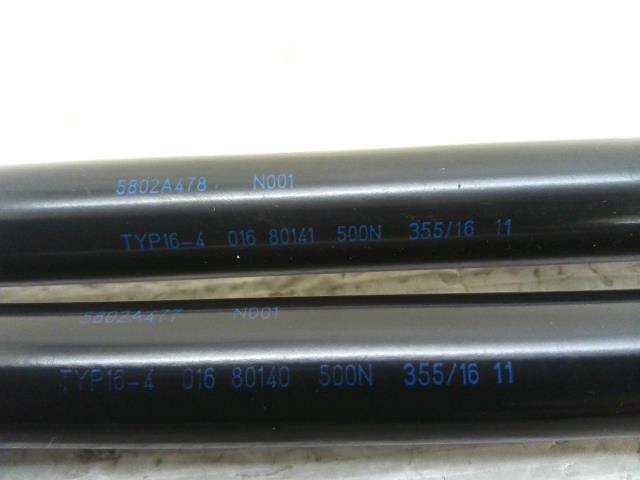 5802A478 N001
TYP16-4 016 80141 500N 355/16 11
5802A477 N001
TYP16-4 016 80140 500N 355/16 11